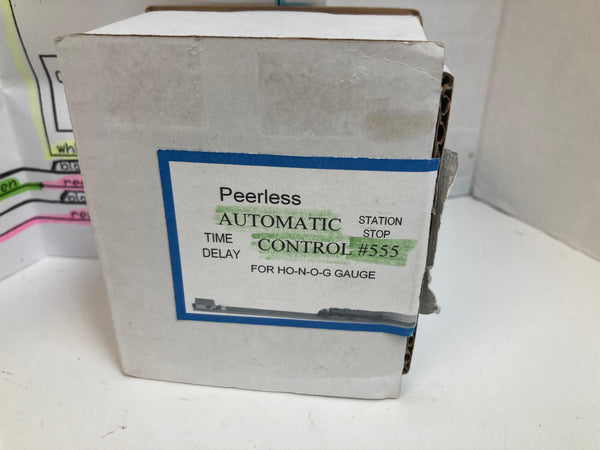 Peerless
AUTOMATIC STATION
STOP
TIME CONTROL #555
DELAY
FOR HO-N-O-G GAUGE